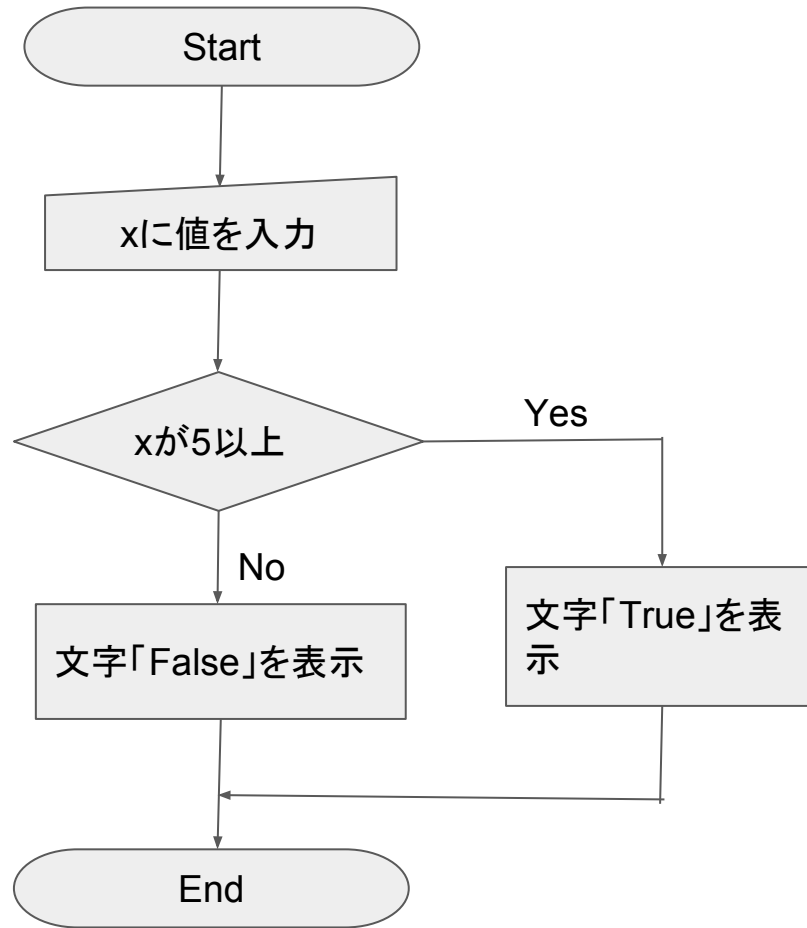 Start
xに値を入力
xが5以上
Yes
No
文字「False」を表示
文字「True」を表
示
End